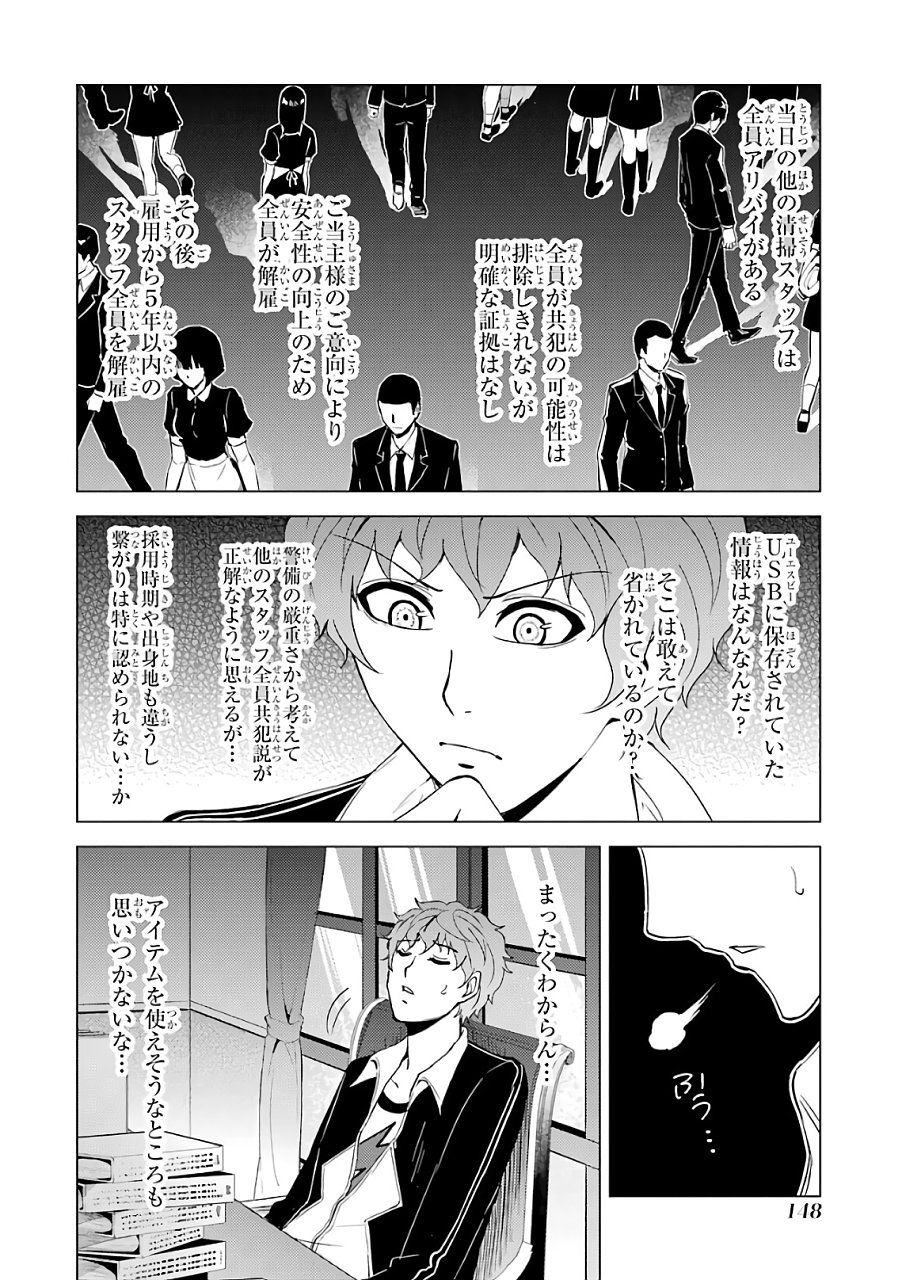 当日の他の清掃スタッフは
全員アリバイがある
全員が共犯の可能性は
排除しきれないが
明確な証拠はなし
ご当主様のご意向により
安全性の向上のため
全員が解雇
その後
雇用から5年以内の
スタッフ全員を解雇
USBに保存されていた
情報はなんなんだ?
そこは敢えて
省かれているのか?
警備の厳重さから考えて
他のスタッフ全員共犯説が
正解なように思えるが…
採用時期や出身地も違うし
繋がりは特に認められない…か
ふぅ…
まったくわからん…
アイテムを使えそうなところも
思いつかないな…
148